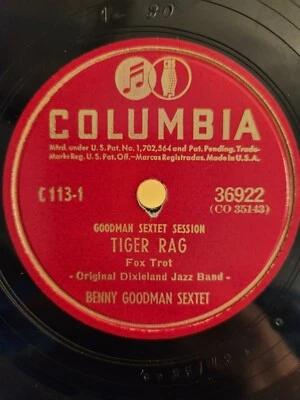 COLUMBIA
Mfrd. under U.S. Pat. No. 1,702,564 and Pat. Pending, Trade-
Marks Reg. U.S. Pat. Off.—Marcas Registradas. Made in U.S.A.
C 113-1 36922
(CO 35143)
GOODMAN SEXTET SESSION
TIGER RAG
Fox Trot
- Original Dixieland Jazz Band -
BENNY GOODMAN SEXTET